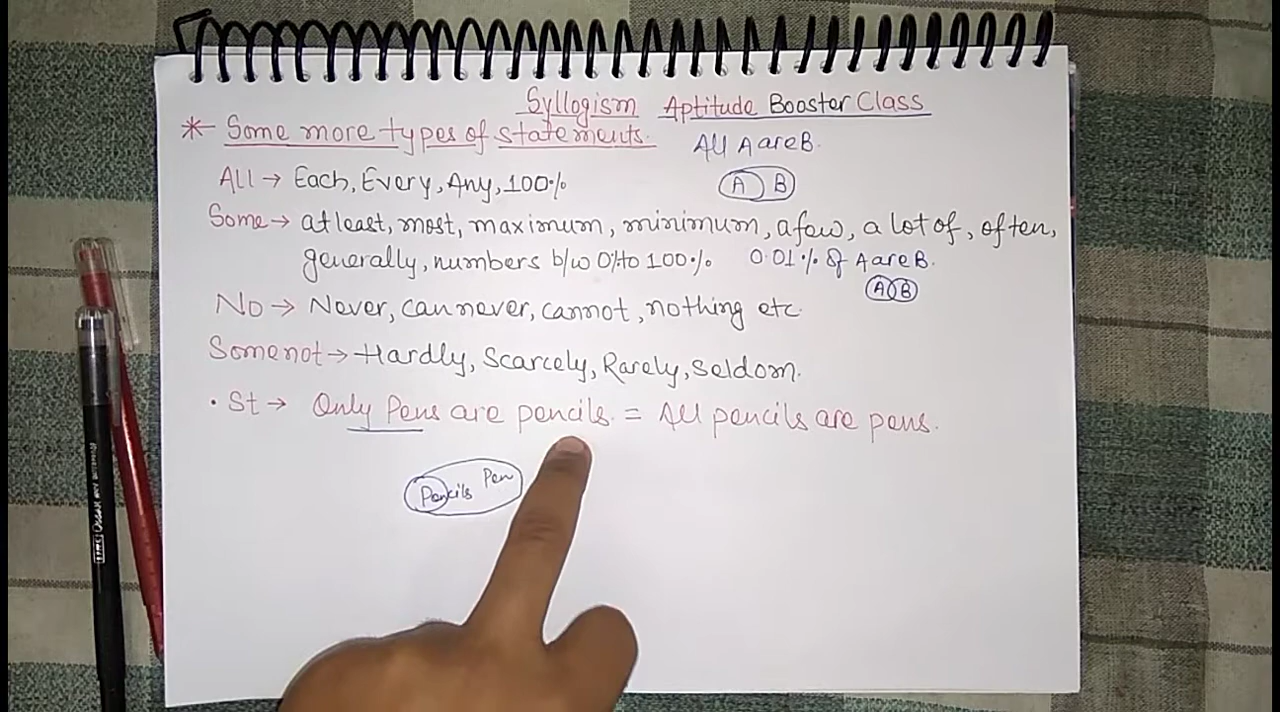 Syllogism Aptitude Booster Class
* Some more types of statements.
All A are B.
All → Each, Every, Any, 100%
A B
Some → at least, most, maximum, minimum, a few, a lot of, often,
generally, numbers b/w 0% to 100% 0.01% of A are B.
A B
No → Never, can never, cannot, nothing etc
Some not → Hardly, Scarcely, Rarely, Seldom.
• St → Only Pens are pencils. = All pencils are pens.
Pencils Pen